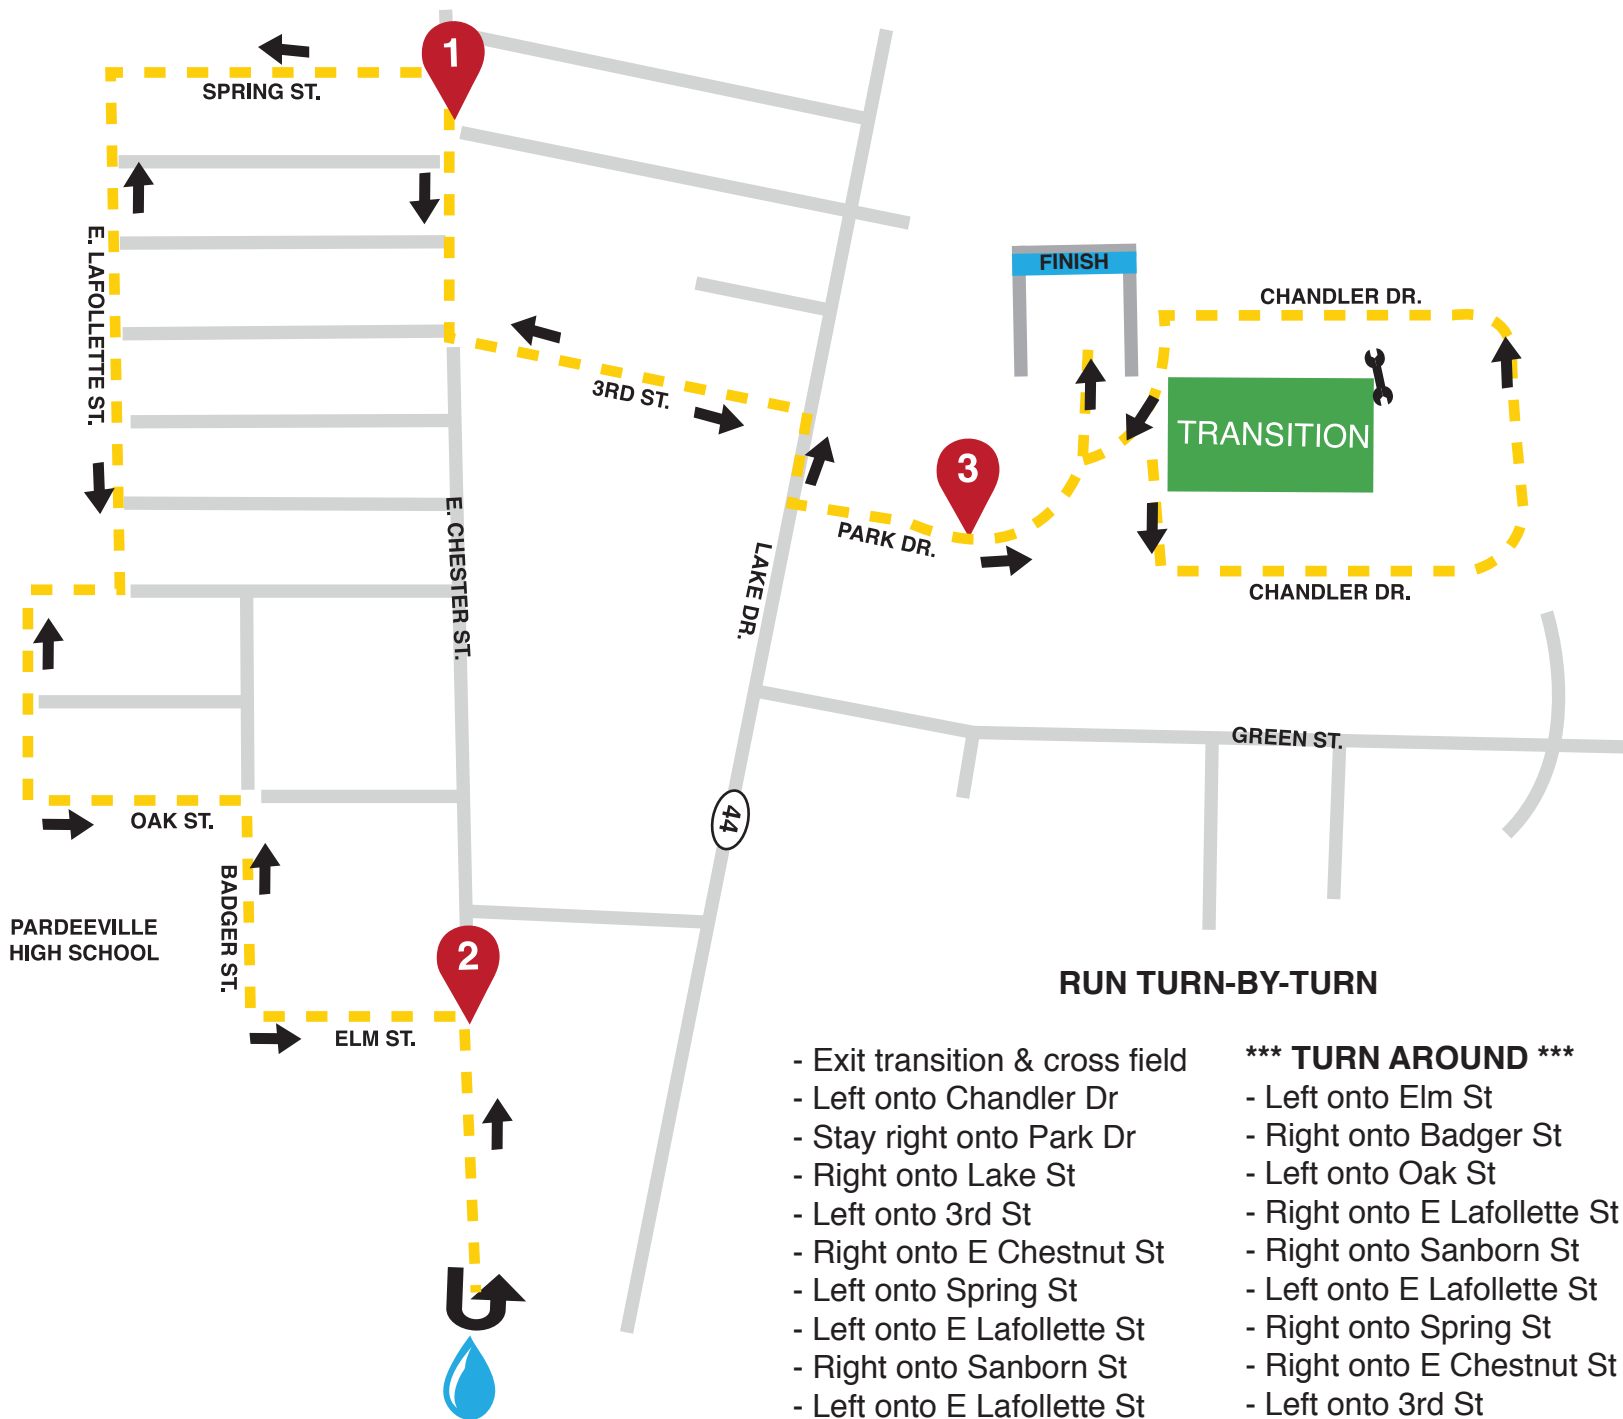 1
SPRING ST.
E. LAFOLLETTE ST.
FINISH
CHANDLER DR.
3RD ST.
TRANSITION
3
PARK DR.
E. CHESTER ST.
LAKE DR.
CHANDLER DR.
GREEN ST.
OAK ST.
44
BADGER ST.
PARDEEVILLE
HIGH SCHOOL
2
ELM ST.
RUN TURN-BY-TURN
- Exit transition & cross field
- Left onto Chandler Dr
- Stay right onto Park Dr
- Right onto Lake St
- Left onto 3rd St
- Right onto E Chestnut St
- Left onto Spring St
- Left onto E Lafollette St
- Right onto Sanborn St
- Left onto E Lafollette St
*** TURN AROUND ***
- Left onto Elm St
- Right onto Badger St
- Left onto Oak St
- Right onto E Lafollette St
- Right onto Sanborn St
- Left onto E Lafollette St
- Right onto Spring St
- Right onto E Chestnut St
- Left onto 3rd St